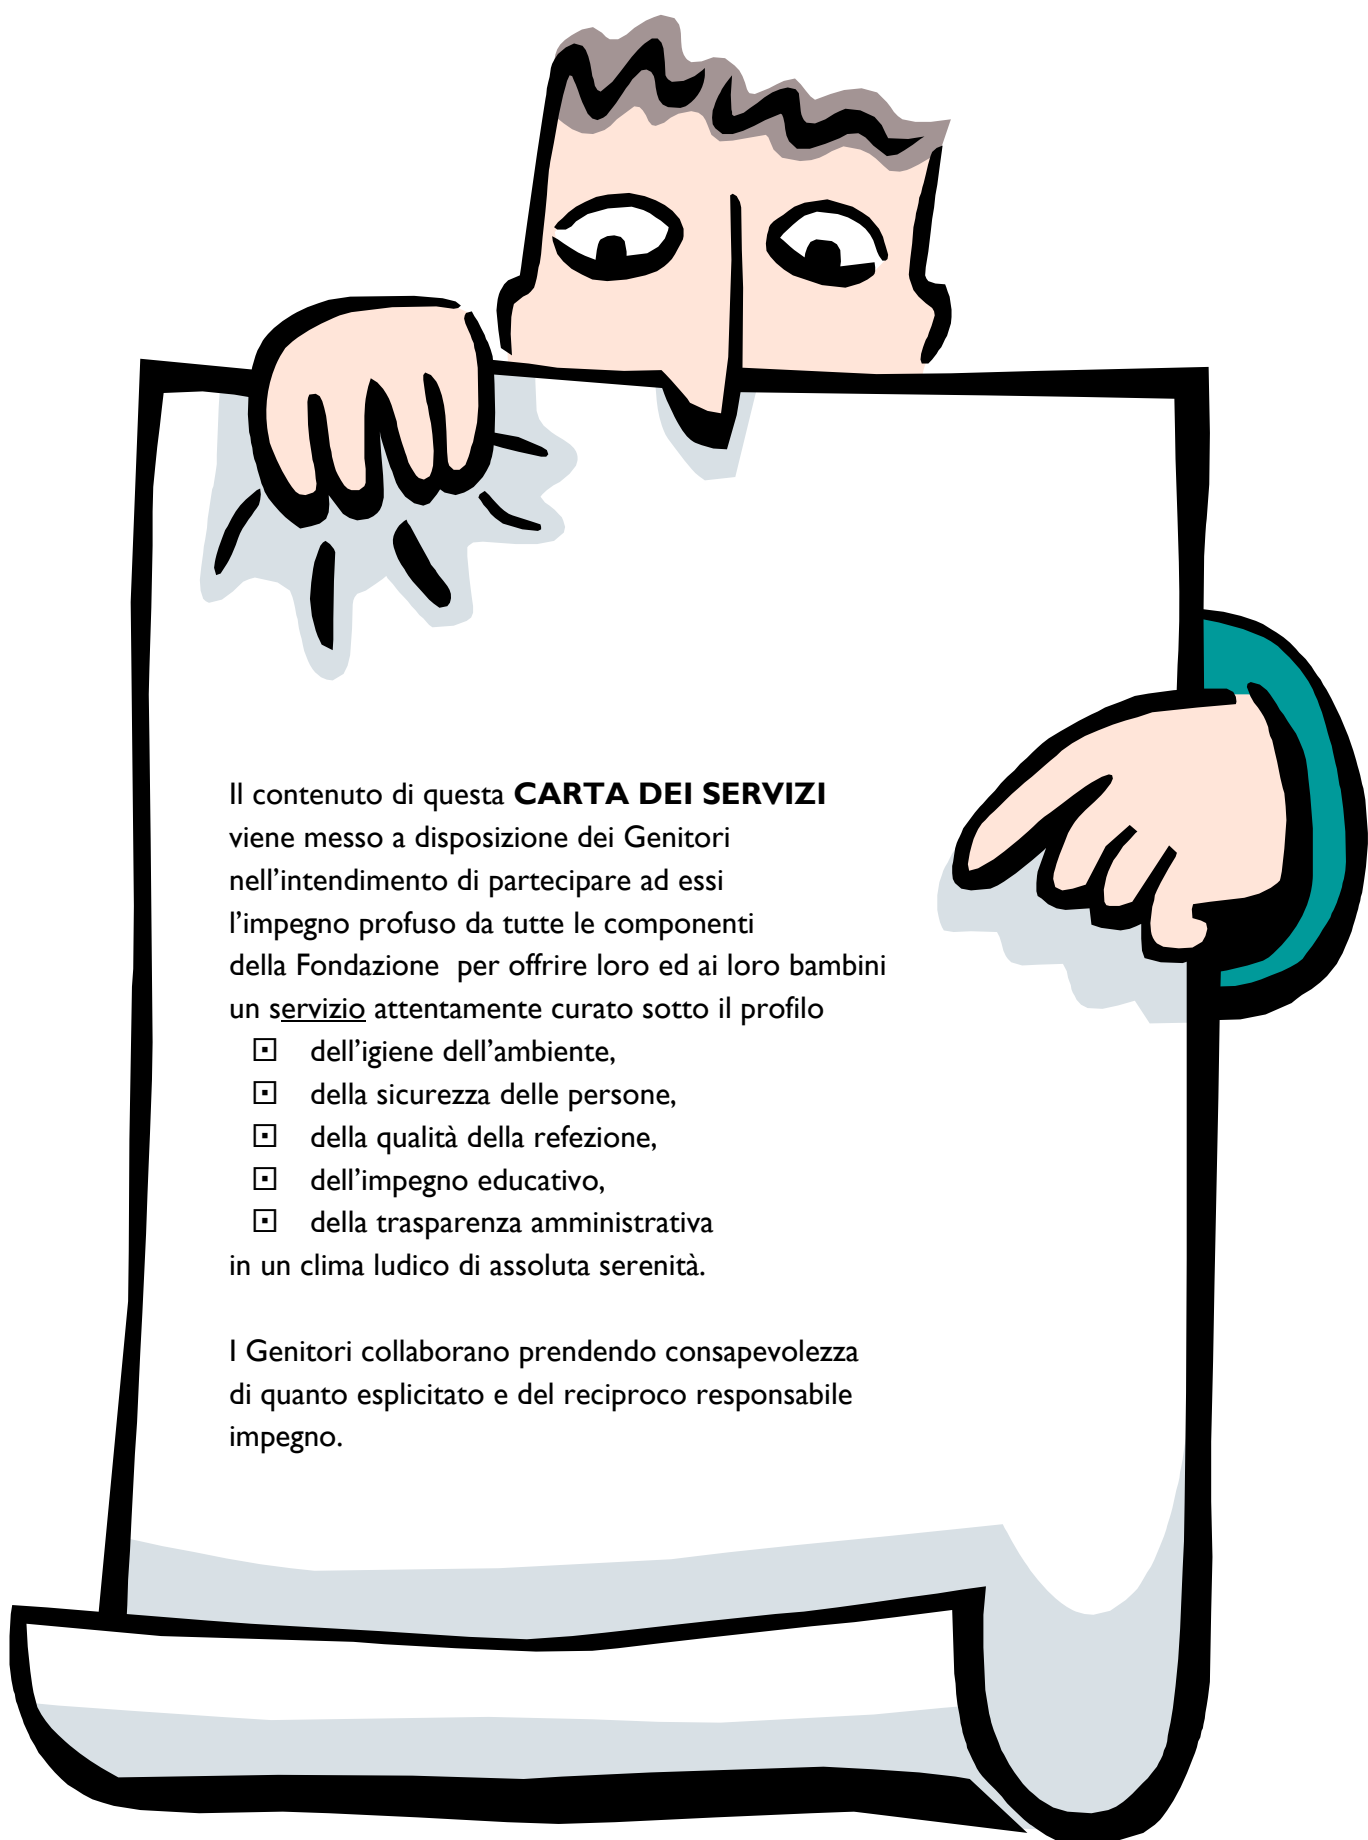 Il contenuto di questa CARTA DEI SERVIZI
viene messo a disposizione dei Genitori
nell’intendimento di partecipare ad essi
l’impegno profuso da tutte le componenti
della Fondazione  per offrire loro ed ai loro bambini
un servizio attentamente curato sotto il profilo
⊡ dell’igiene dell’ambiente,
⊡ della sicurezza delle persone,
⊡ della qualità della refezione,
⊡ dell’impegno educativo,
⊡ della trasparenza amministrativa
in un clima ludico di assoluta serenità.
I Genitori collaborano prendendo consapevolezza
di quanto esplicitato e del reciproco responsabile
impegno.